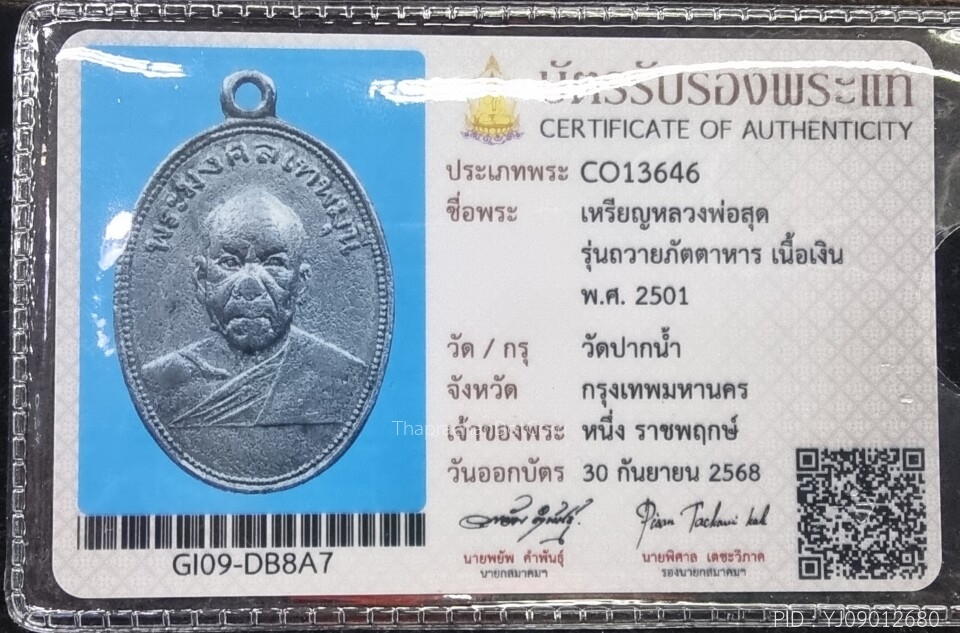 พระมงคลเทพมุนี
บัตรรับรองพระแท้
CERTIFICATE OF AUTHENTICITY
ประเภทพระ CO13646
ชื่อพระ เหรียญหลวงพ่อสุด
รุ่นถวายภัตตาหาร เนื้อเงิน
พ.ศ. 2501
วัด / กรุ วัดปากน้ำ
จังหวัด กรุงเทพมหานคร
เจ้าของพระ หนึ่ง ราชพฤกษ์
วันออกบัตร 30 กันยายน 2568
นายพยัพ คำพันธุ์ นายพิศาล เตชะวิภาค
นายกสมาคมฯ รองนายกสมาคมฯ
GI09-DB8A7
PID : YJ09012680